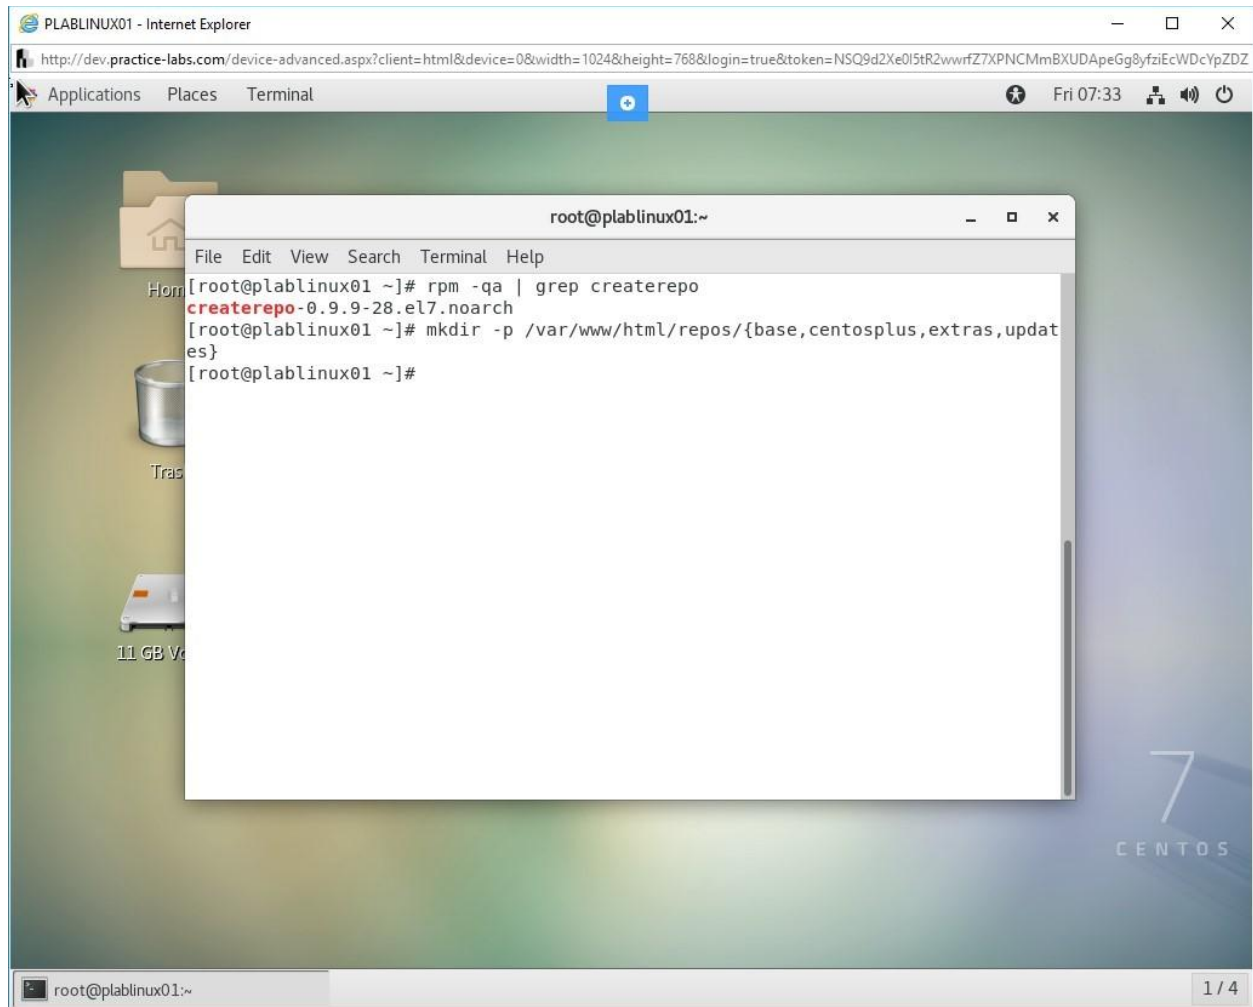 PLABLINUX01 - Internet Explorer
http://dev.practice-labs.com/device-advanced.aspx?client=html&device=0&width=1024&height=768&login=true&token=
Applications Places Terminal
Fri 07:33
root@plablinux01:~
File Edit View Search Terminal Help
[root@plablinux01 ~]# rpm -qa | grep createrepo
createrepo-0.9.9-28.el7.noarch
[root@plablinux01 ~]# mkdir -p /var/www/html/repos/{base,centosplus,extras,updat
es}
[root@plablinux01 ~]#
Hom
Tras
11 GB Vo
7
CENTOS
root@plablinux01:~
1 / 4